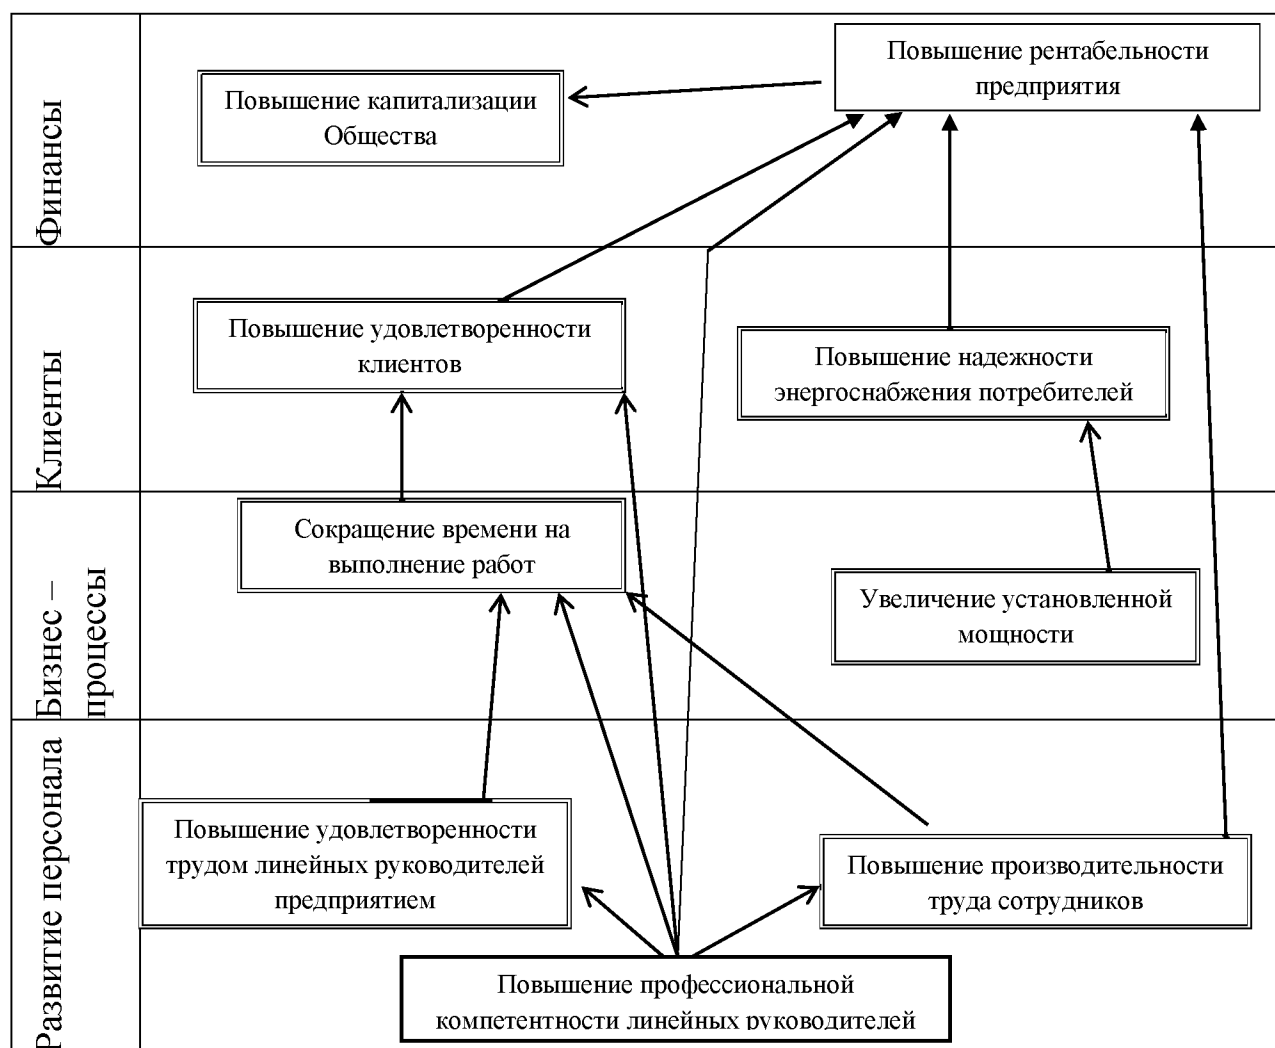 Финансы
Повышение рентабельности
предприятия
Повышение капитализации
Общества
Клиенты
Повышение удовлетворенности
клиентов
Повышение надежности
энергоснабжения потребителей
Бизнес –
процессы
Сокращение времени на
выполнение работ
Увеличение установленной
мощности
Развитие персонала
Повышение удовлетворенности
трудом линейных руководителей
предприятием
Повышение производительности
труда сотрудников
Повышение профессиональной
компетентности линейных руководителей